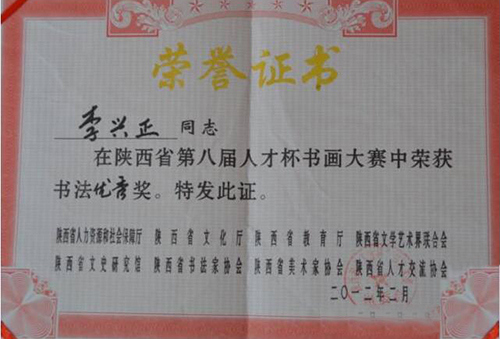 荣誉证书
李兴正 同志
在陕西省第八届人才杯书画大赛中荣获
书法优秀奖。特发此证。
陕西省人力资源和社会保障厅 陕西省文化厅 陕西省教育厅 陕西省文学艺术界联合会
陕西省文史研究馆 陕西省书法家协会 陕西省美术家协会 陕西省人才交流协会
二〇一二年二月